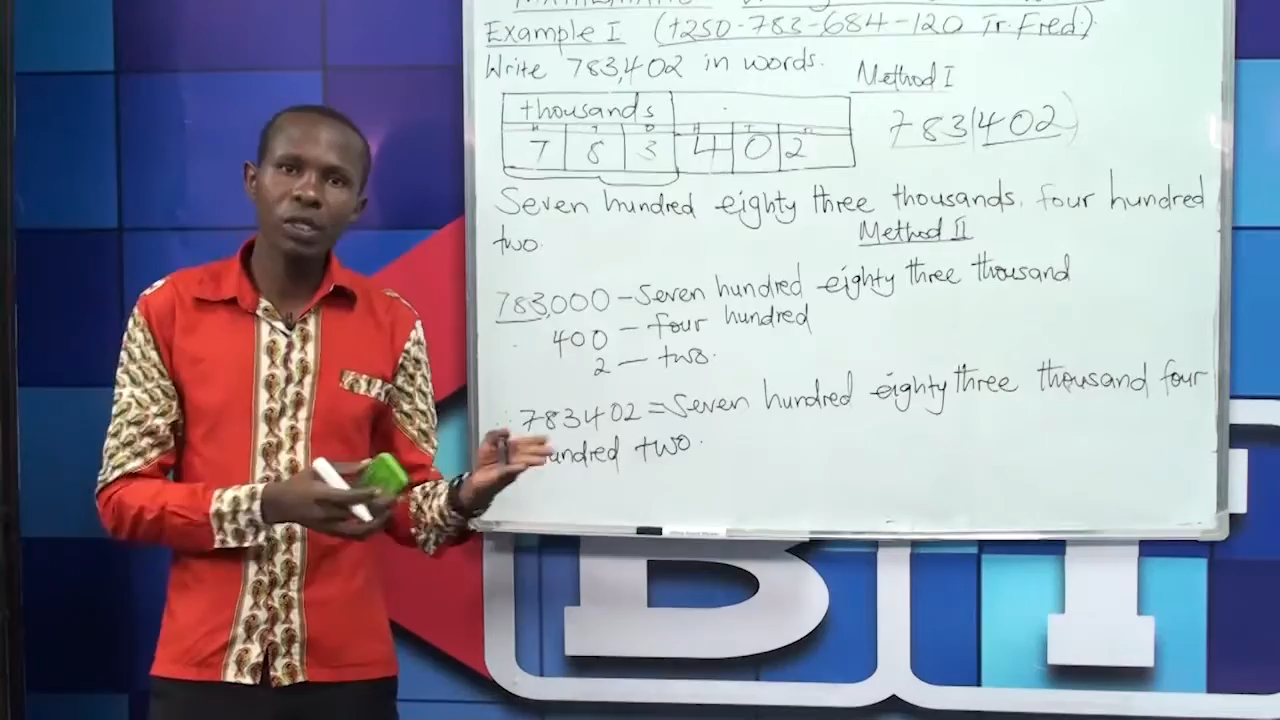 Example I (+250-783-684-120 Tr. Fred).
Write 783,402 in words.
Method I
thousands
7 8 3 4 0 2
783|402
Seven hundred eighty three thousands. four hundred
two.
Method II
783,000 - Seven hundred eighty three thousand
400 - four hundred
2 - two.
783402 = Seven hundred eighty three thousand four
hundred two.
B